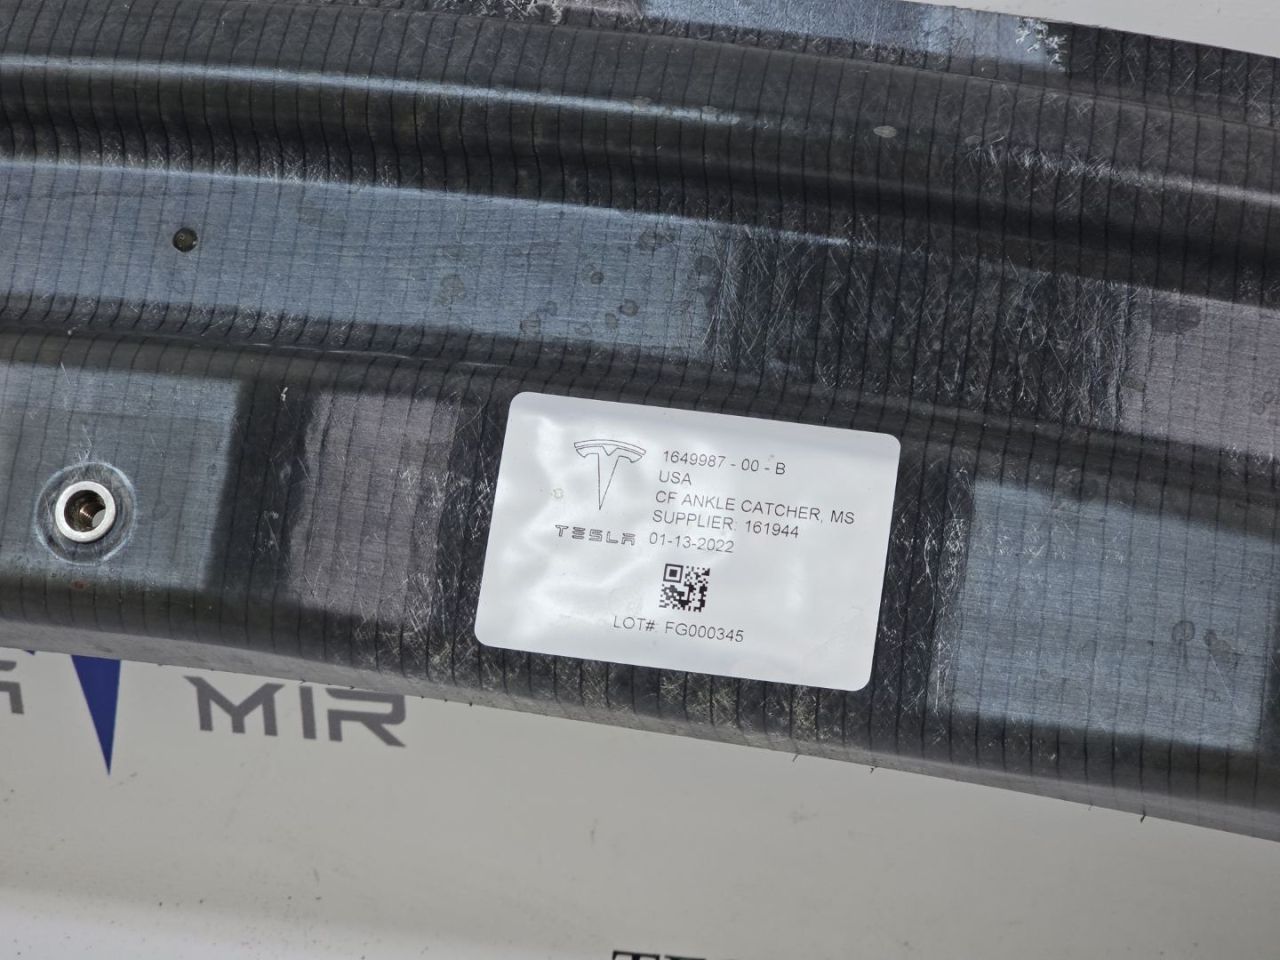 1649987 - 00 - B
USA
CF ANKLE CATCHER, MS
SUPPLIER: 161944
TESLA 01-13-2022
LOT#: FG000345
MIR